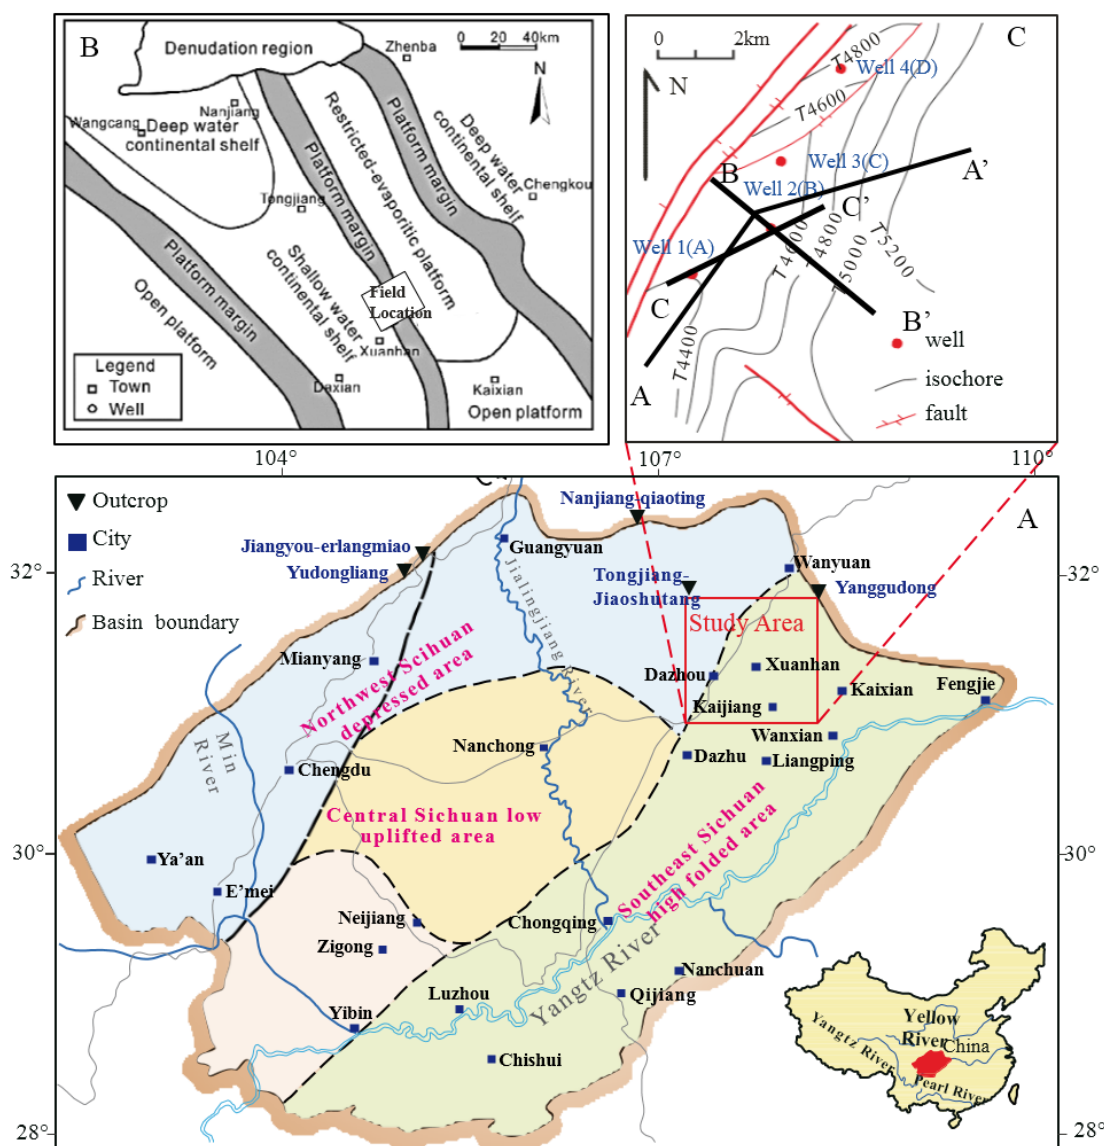 B
Denudation region
Zhenba
0 20 40km
N
Nanjiang
Wangcang
Deep water
continental shelf
Restricted-evaporitic platform
Platform margin
Deep water
continental shelf
Chengkou
Tongjiang
Platform margin
Platform margin
Shallow water
continental shelf
Field
Location
Open platform
Xuanhan
Daxian
Kaixian
Open platform
Legend
Town
Well
C
0 2km
N
T4800
Well 4(D)
T4600
Well 3(C)
A'
B
Well 2(B)
C'
Well 1(A)
T4600
T4800
T5000
T5200
C
B'
T4400
A
well
isochore
fault
104°
107°
110°
A
Outcrop
City
River
Basin boundary
Nanjiang-qiaoting
Jiangyou-erlangmiao
Yudongliang
Guangyuan
Wanyuan
32°
32°
Tongjiang-
Jiaoshutang
Yanggudong
Jialingjiang River
Study Area
Mianyang
Northwest Scihuan
depressed area
Dazhou
Xuanhan
Kaixian
Fengjie
Kaijiang
Min
River
Nanchong
Wanxian
Dazhu
Liangping
Chengdu
Central Sichuan low
uplifted area
Southeast Sichuan
high folded area
30°
30°
Ya'an
E'mei
Neijiang
Chongqing
Zigong
Yangtz River
Nanchuan
Luzhou
Qijiang
Yibin
Chishui
Yellow
River
China
Yangtz River
Pearl River
28°
28°